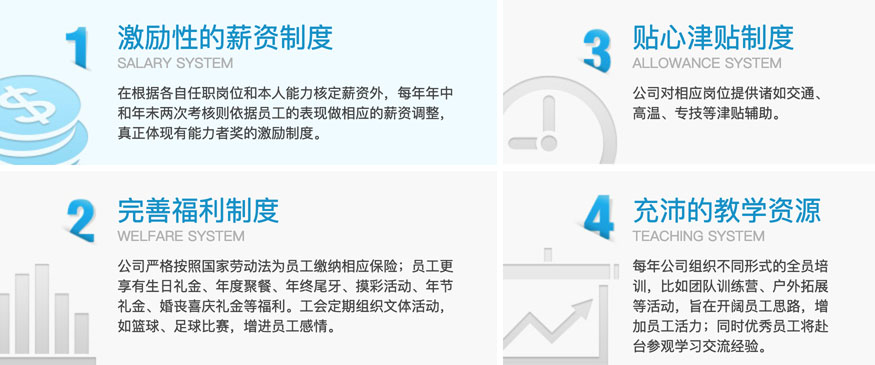 1
激励性的薪资制度
SALARY SYSTEM
在根据各自任职岗位和本人能力核定薪资外，每年年中
和年末两次考核则依据员工的表现做相应的薪资调整，
真正体现有能力者奖的激励制度。
2
完善福利制度
WELFARE SYSTEM
公司严格按照国家劳动法为员工缴纳相应保险；员工更
享有生日礼金、年度聚餐、年终尾牙、摸彩活动、年节
礼金、婚丧喜庆礼金等福利。工会定期组织文体活动，
如篮球、足球比赛，增进员工感情。
3
贴心津贴制度
ALLOWANCE SYSTEM
公司对相应岗位提供诸如交通、
高温、专技等津贴辅助。
4
充沛的教学资源
TEACHING SYSTEM
每年公司组织不同形式的全员培
训，比如团队训练营、户外拓展
等活动，旨在开阔员工思路，增
加员工活力；同时优秀员工将赴
台参观学习交流经验。